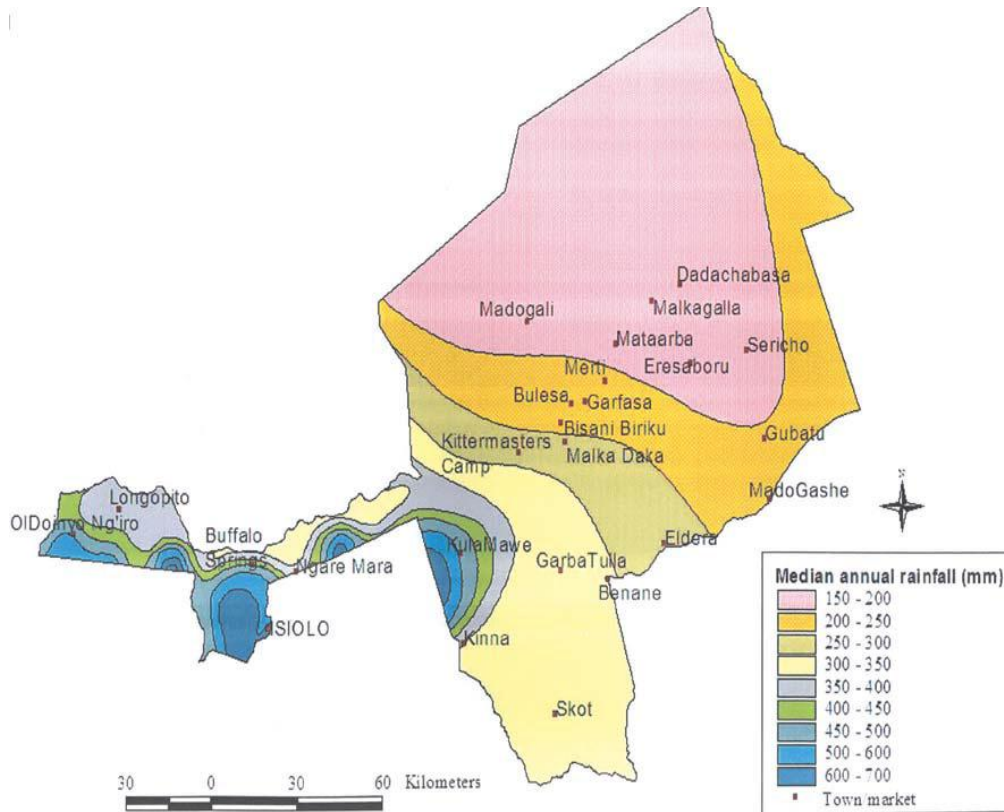 Dadachabasa
Malkagalla
Madogali
Mataarba
Sericho
Eresaboru
Merti
Bulesa
Garfasa
Bisani Biriku
Gubatu
Kittermasters
Camp
Malka Daka
MadoGashe
N
Longopito
OlDoinyo Ng'iro
Buffalo
Springs
Ngare Mara
KulaMawe
GarbaTulla
Eldera
Benane
ISIOLO
Kinna
Skot
Median annual rainfall (mm)
150 - 200
200 - 250
250 - 300
300 - 350
350 - 400
400 - 450
450 - 500
500 - 600
600 - 700
Town market
30 0 30 60 Kilometers